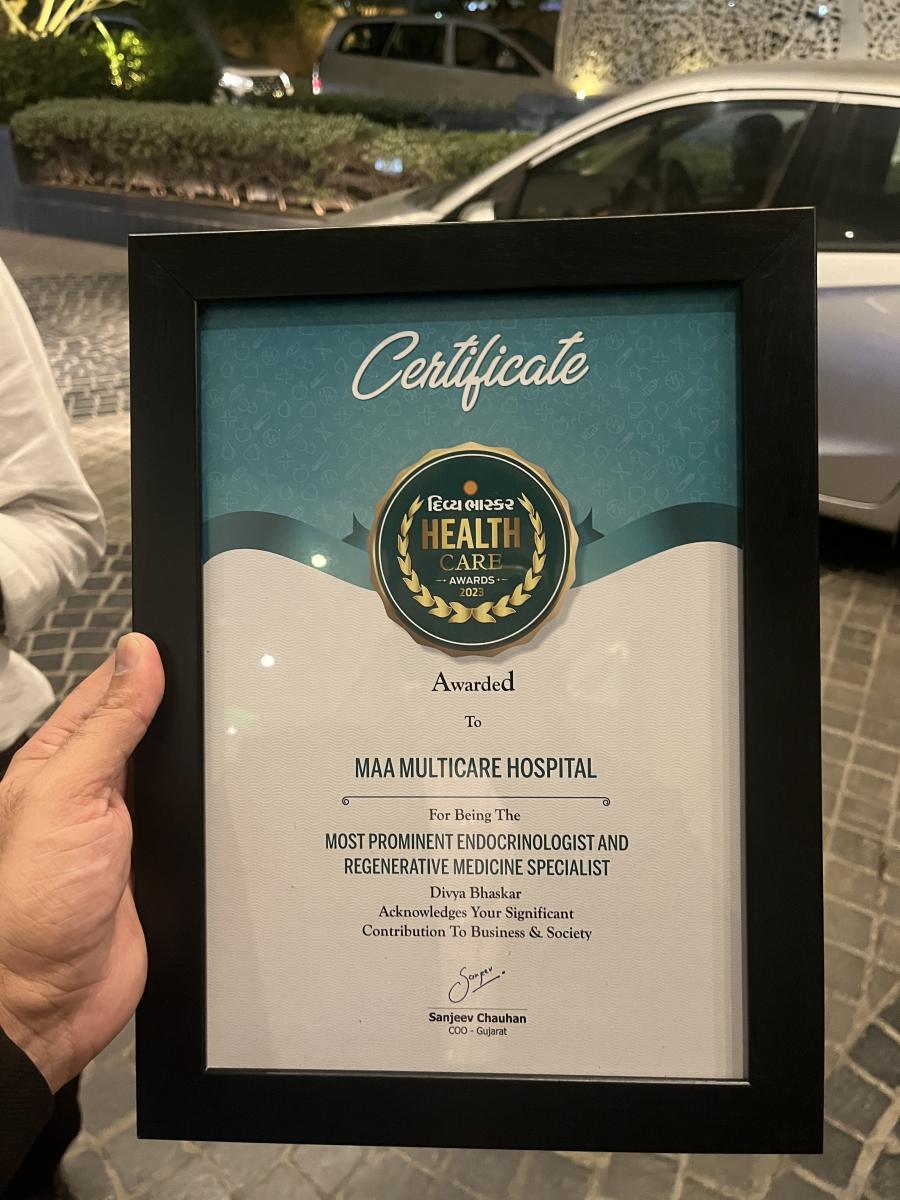 Certificate
દિવ્ય ભાસ્કર
HEALTH
CARE
AWARDS
2023
Awarded
To
MAA MULTICARE HOSPITAL
For Being The
MOST PROMINENT ENDOCRINOLOGIST AND
REGENERATIVE MEDICINE SPECIALIST
Divya Bhaskar
Acknowledges Your Significant
Contribution To Business & Society
Sanjeev
Sanjeev Chauhan
COO - Gujarat